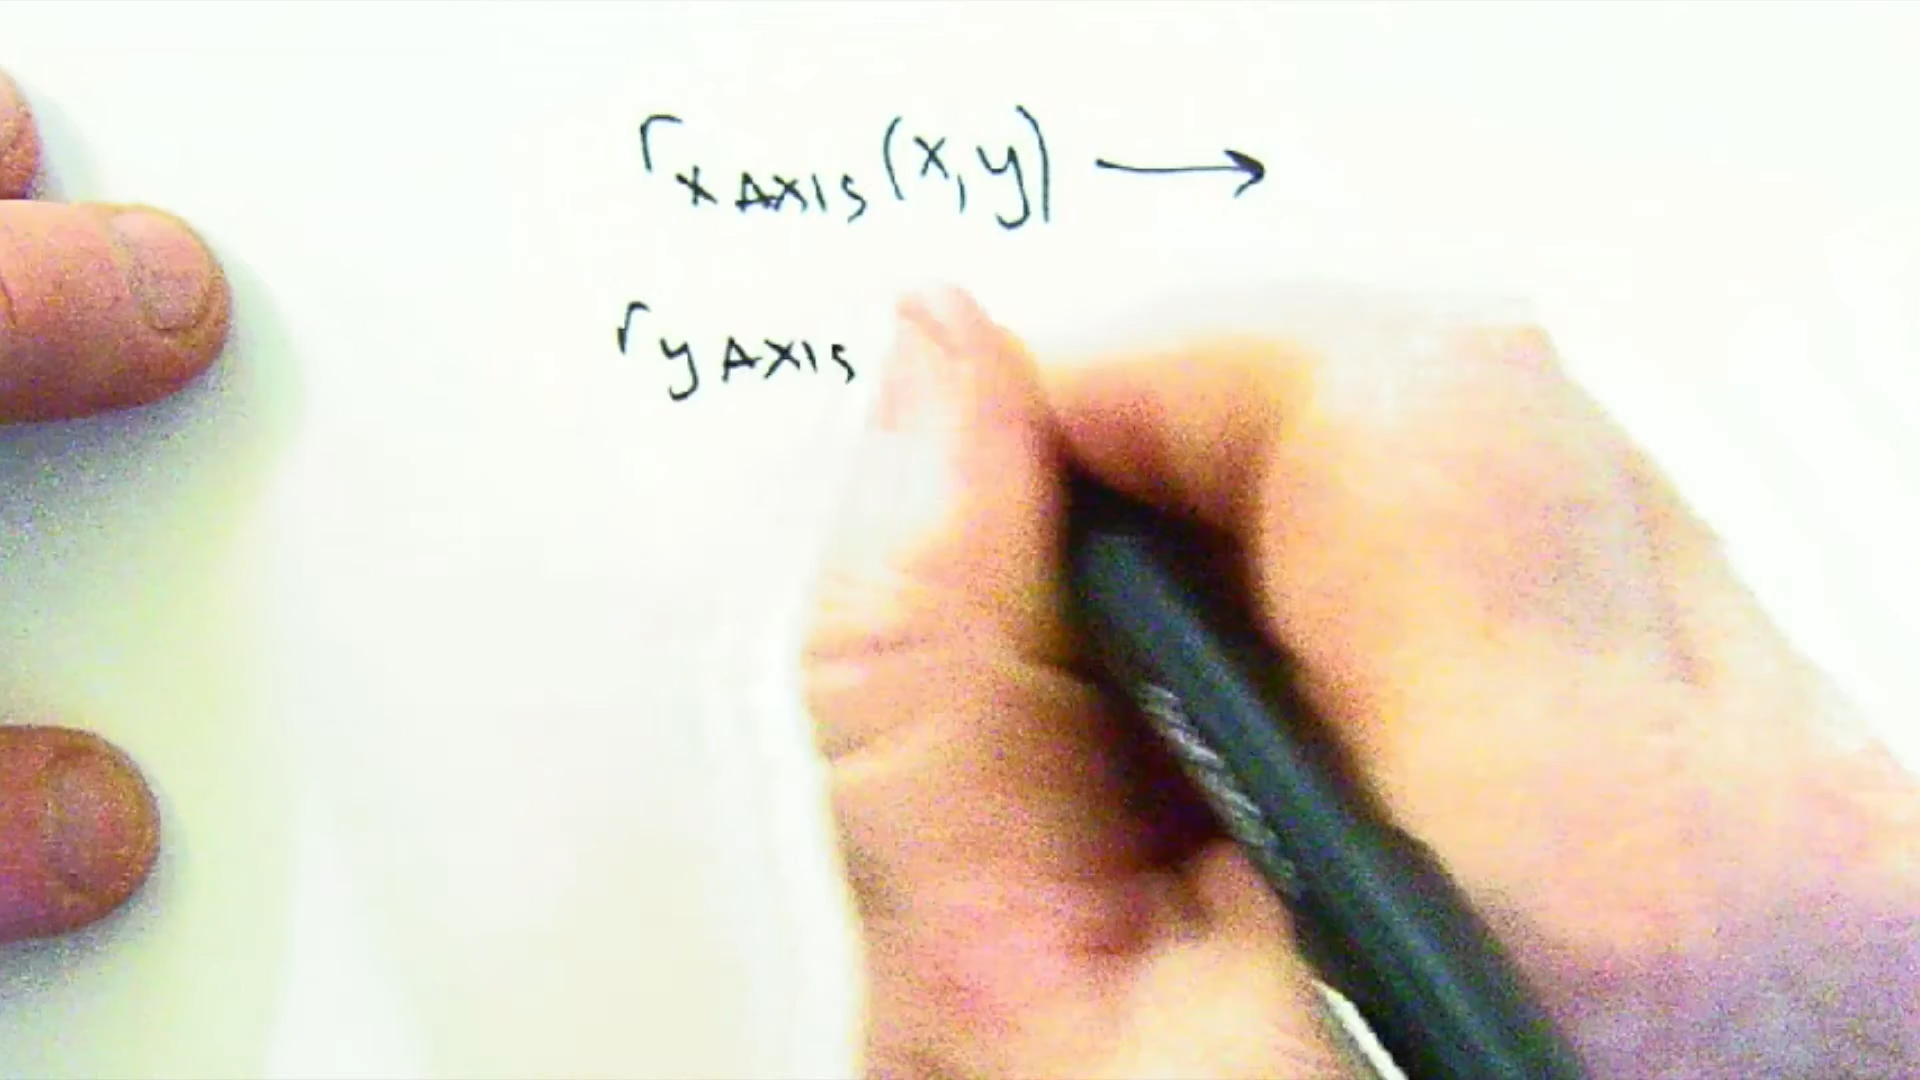 r x AXIS (x, y) →
r y AXIS